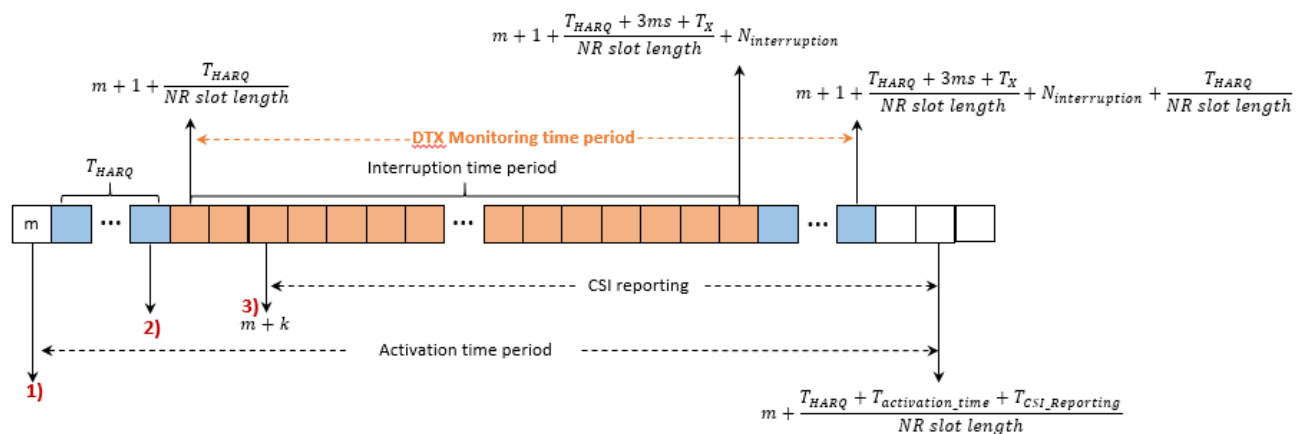 m + 1 + (T_HARQ + 3ms + T_X) / (NR slot length) + N_interruption
m + 1 + T_HARQ / (NR slot length)
m + 1 + (T_HARQ + 3ms + T_X) / (NR slot length) + N_interruption + T_HARQ / (NR slot length)
DTX Monitoring time period
T_HARQ
Interruption time period
m ... ... ...
CSI reporting
3)
2)
m + k
Activation time period
1)
m + (T_HARQ + T_activation_time + T_CSI_Reporting) / (NR slot length)